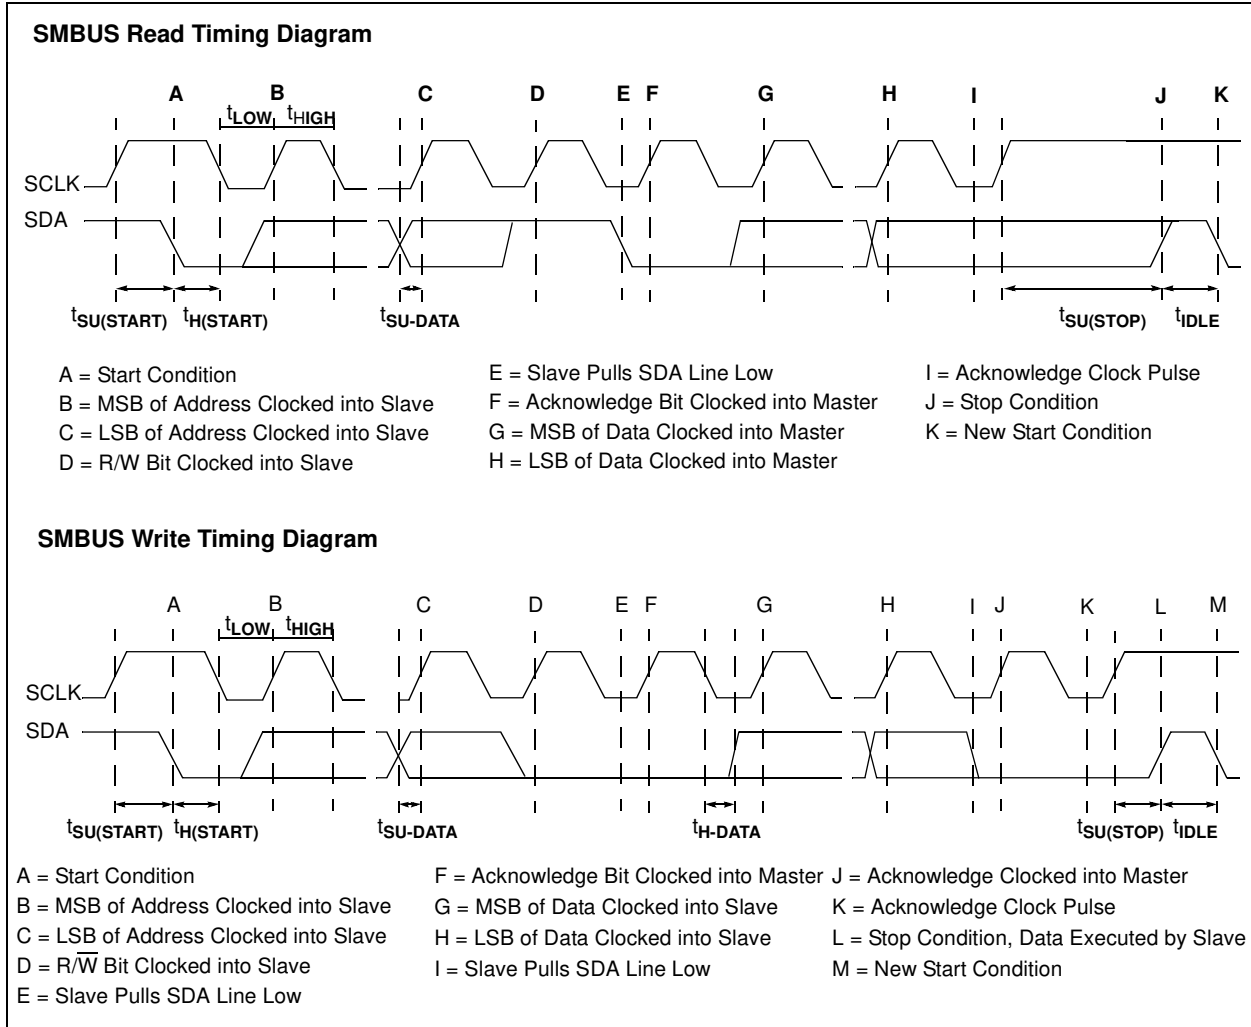 SMBUS Read Timing Diagram
A B C D E F G H I J K
tLOW tHIGH
SCLK
SDA
tSU(START) tH(START) tSU-DATA tSU(STOP) tIDLE
A = Start Condition
B = MSB of Address Clocked into Slave
C = LSB of Address Clocked into Slave
D = R/W Bit Clocked into Slave
E = Slave Pulls SDA Line Low
F = Acknowledge Bit Clocked into Master
G = MSB of Data Clocked into Master
H = LSB of Data Clocked into Master
I = Acknowledge Clock Pulse
J = Stop Condition
K = New Start Condition
SMBUS Write Timing Diagram
A B C D E F G H I J K L M
tLOW tHIGH
SCLK
SDA
tSU(START) tH(START) tSU-DATA tH-DATA tSU(STOP) tIDLE
A = Start Condition
B = MSB of Address Clocked into Slave
C = LSB of Address Clocked into Slave
D = R/W̅ Bit Clocked into Slave
E = Slave Pulls SDA Line Low
F = Acknowledge Bit Clocked into Master
G = MSB of Data Clocked into Slave
H = LSB of Data Clocked into Slave
I = Slave Pulls SDA Line Low
J = Acknowledge Clocked into Master
K = Acknowledge Clock Pulse
L = Stop Condition, Data Executed by Slave
M = New Start Condition